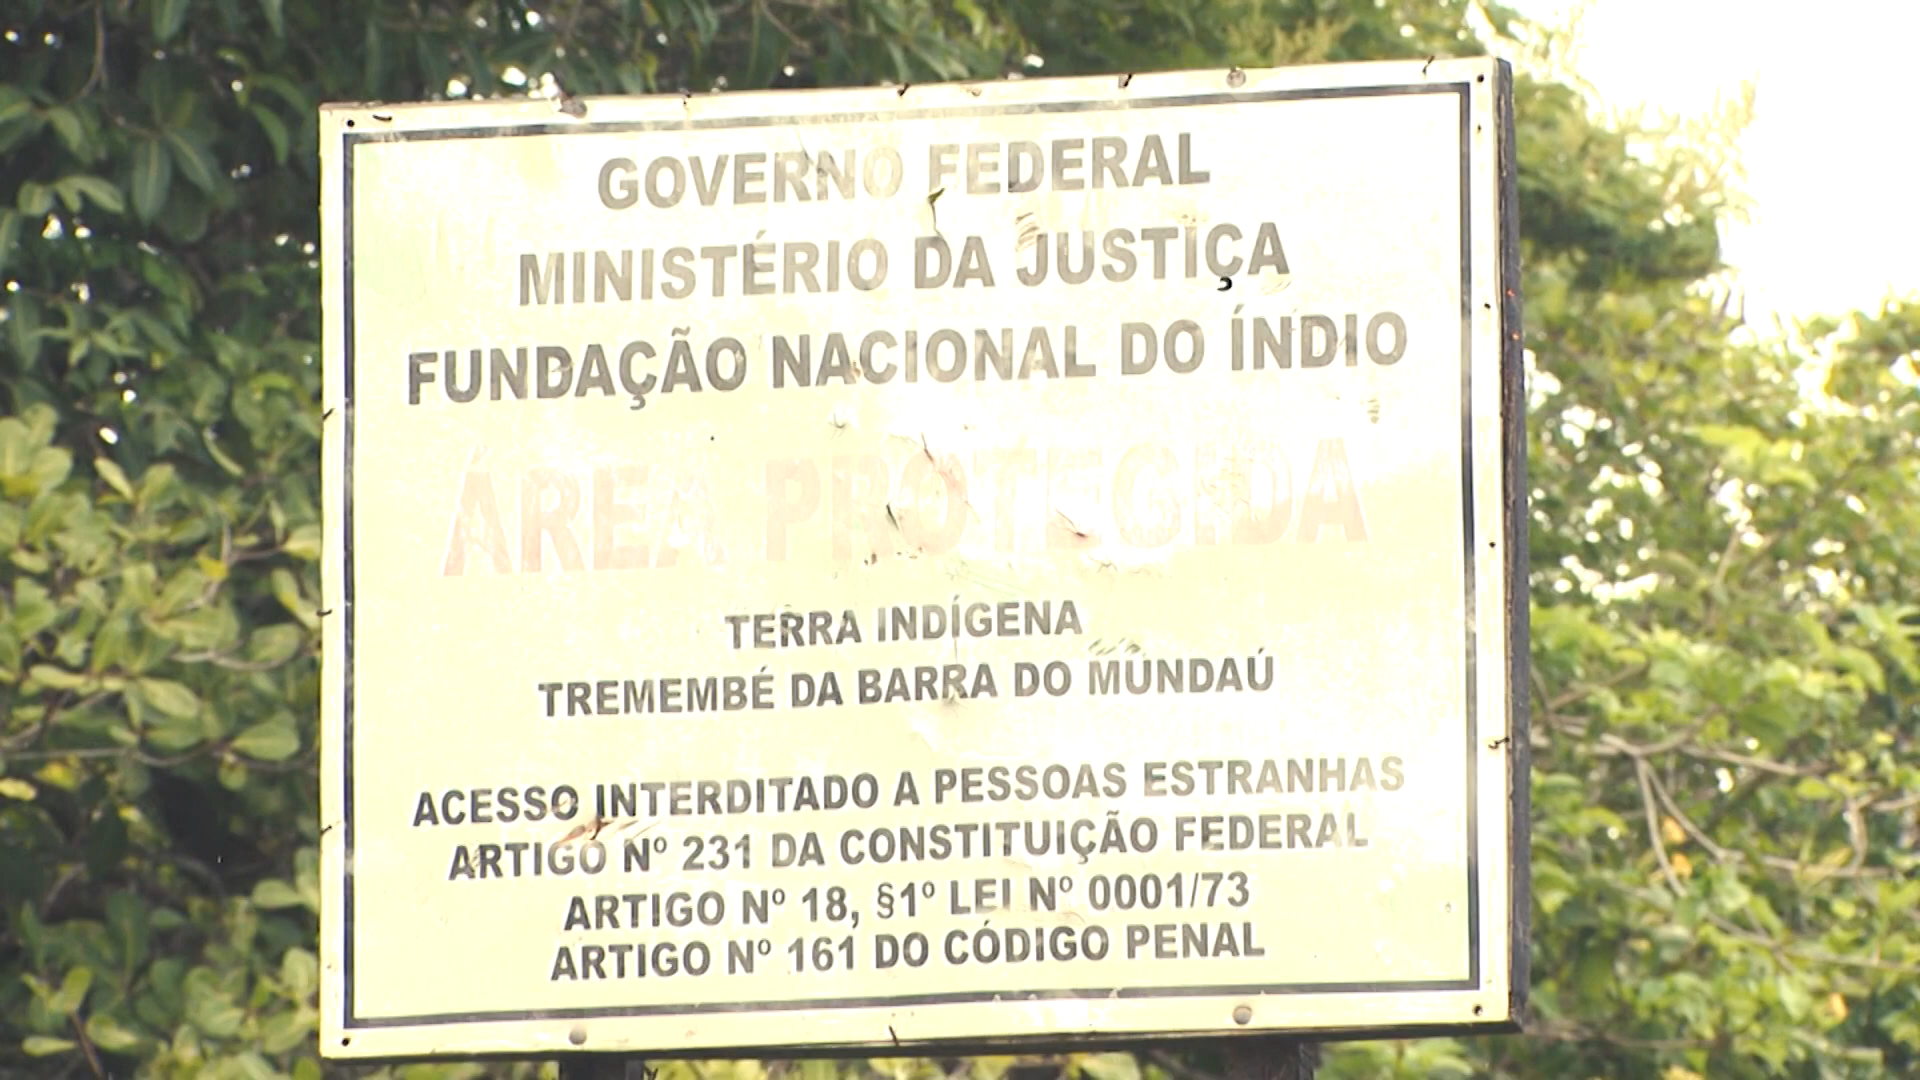 GOVERNO FEDERAL
MINISTÉRIO DA JUSTIÇA
FUNDAÇÃO NACIONAL DO ÍNDIO
ÁREA PROTEGIDA
TERRA INDÍGENA
TREMEMBÉ DA BARRA DO MUNDAÚ
ACESSO INTERDITADO A PESSOAS ESTRANHAS
ARTIGO Nº 231 DA CONSTITUIÇÃO FEDERAL
ARTIGO Nº 18, §1º LEI Nº 0001/73
ARTIGO Nº 161 DO CÓDIGO PENAL